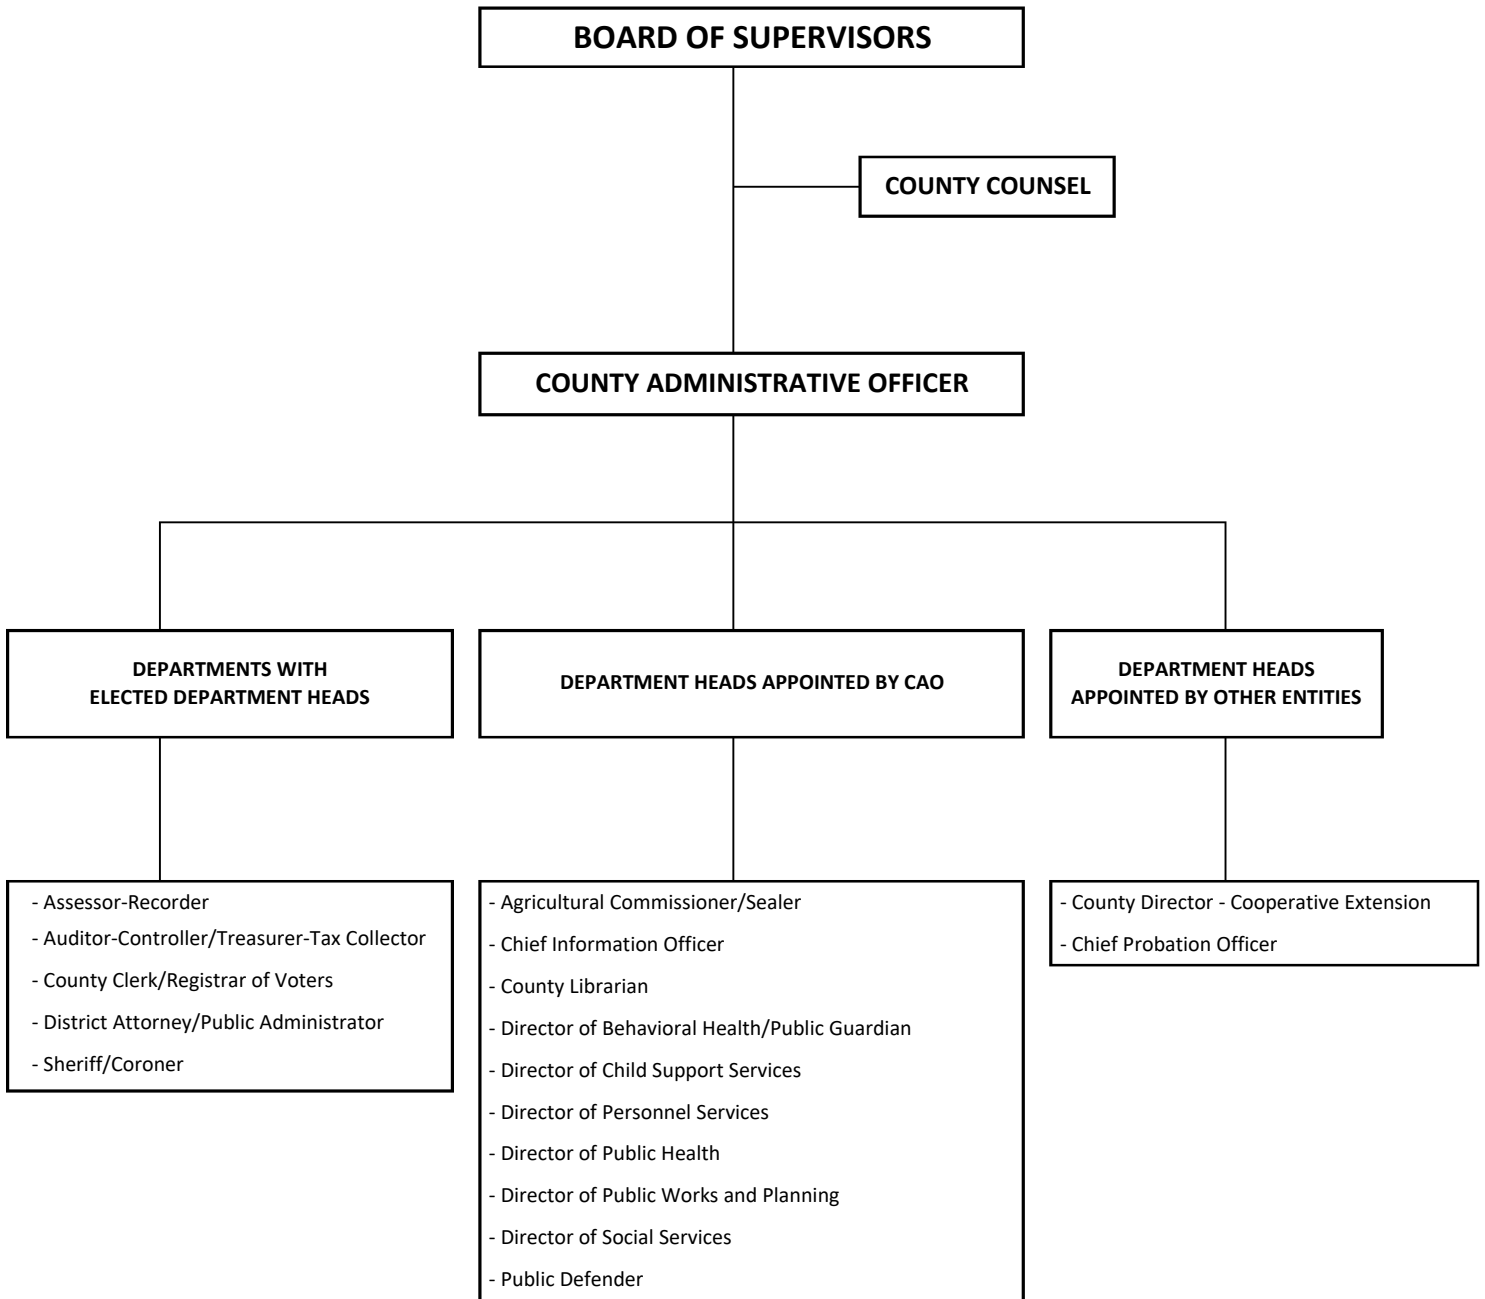 BOARD OF SUPERVISORS
COUNTY COUNSEL
COUNTY ADMINISTRATIVE OFFICER
DEPARTMENTS WITH
ELECTED DEPARTMENT HEADS
DEPARTMENT HEADS APPOINTED BY CAO
DEPARTMENT HEADS
APPOINTED BY OTHER ENTITIES
- Assessor-Recorder
- Auditor-Controller/Treasurer-Tax Collector
- County Clerk/Registrar of Voters
- District Attorney/Public Administrator
- Sheriff/Coroner
- Agricultural Commissioner/Sealer
- Chief Information Officer
- County Librarian
- Director of Behavioral Health/Public Guardian
- Director of Child Support Services
- Director of Personnel Services
- Director of Public Health
- Director of Public Works and Planning
- Director of Social Services
- Public Defender
- County Director - Cooperative Extension
- Chief Probation Officer